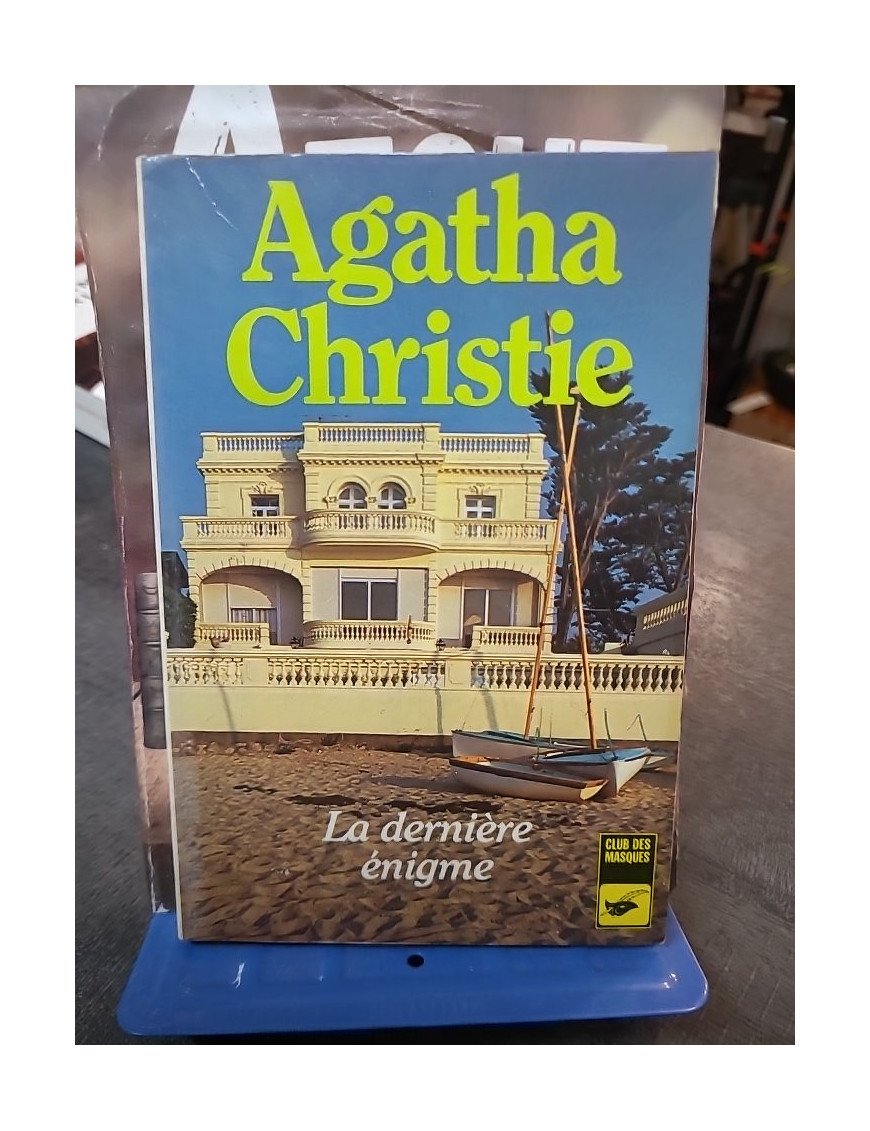 Agatha
Christie
La dernière
énigme
CLUB DES
MASQUES